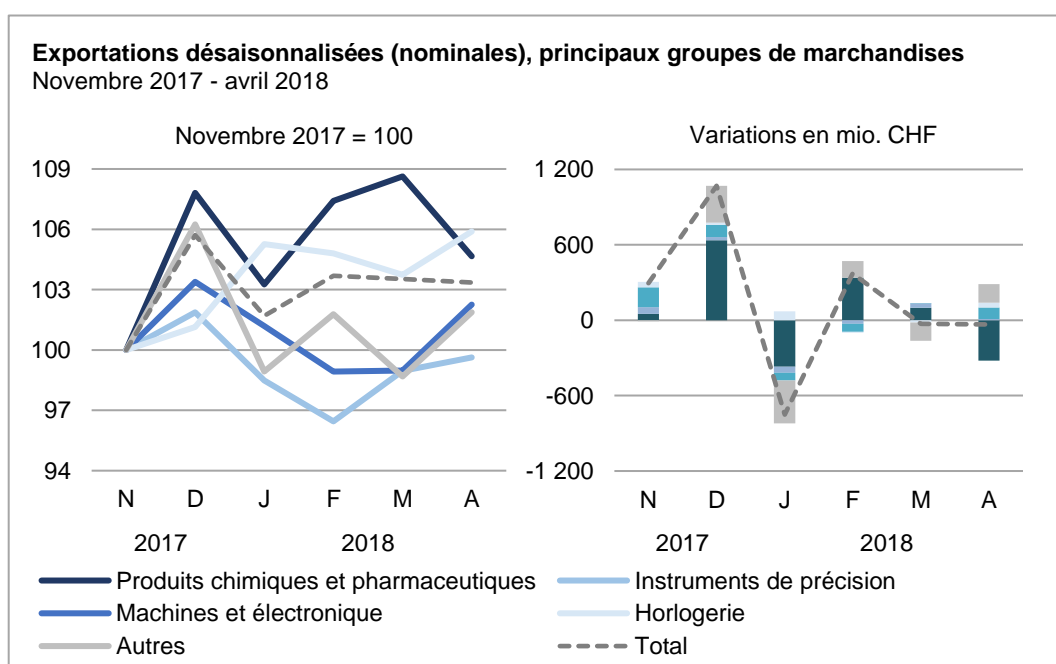 Exportations désaisonnalisées (nominales), principaux groupes de marchandises
Novembre 2017 - avril 2018
Novembre 2017 = 100
109
106
103
100
97
94
N D J F M A
2017 2018
Variations en mio. CHF
1 200
600
0
-600
-1 200
N D J F M A
2017 2018
Produits chimiques et pharmaceutiques
Instruments de précision
Machines et électronique
Horlogerie
Autres
Total